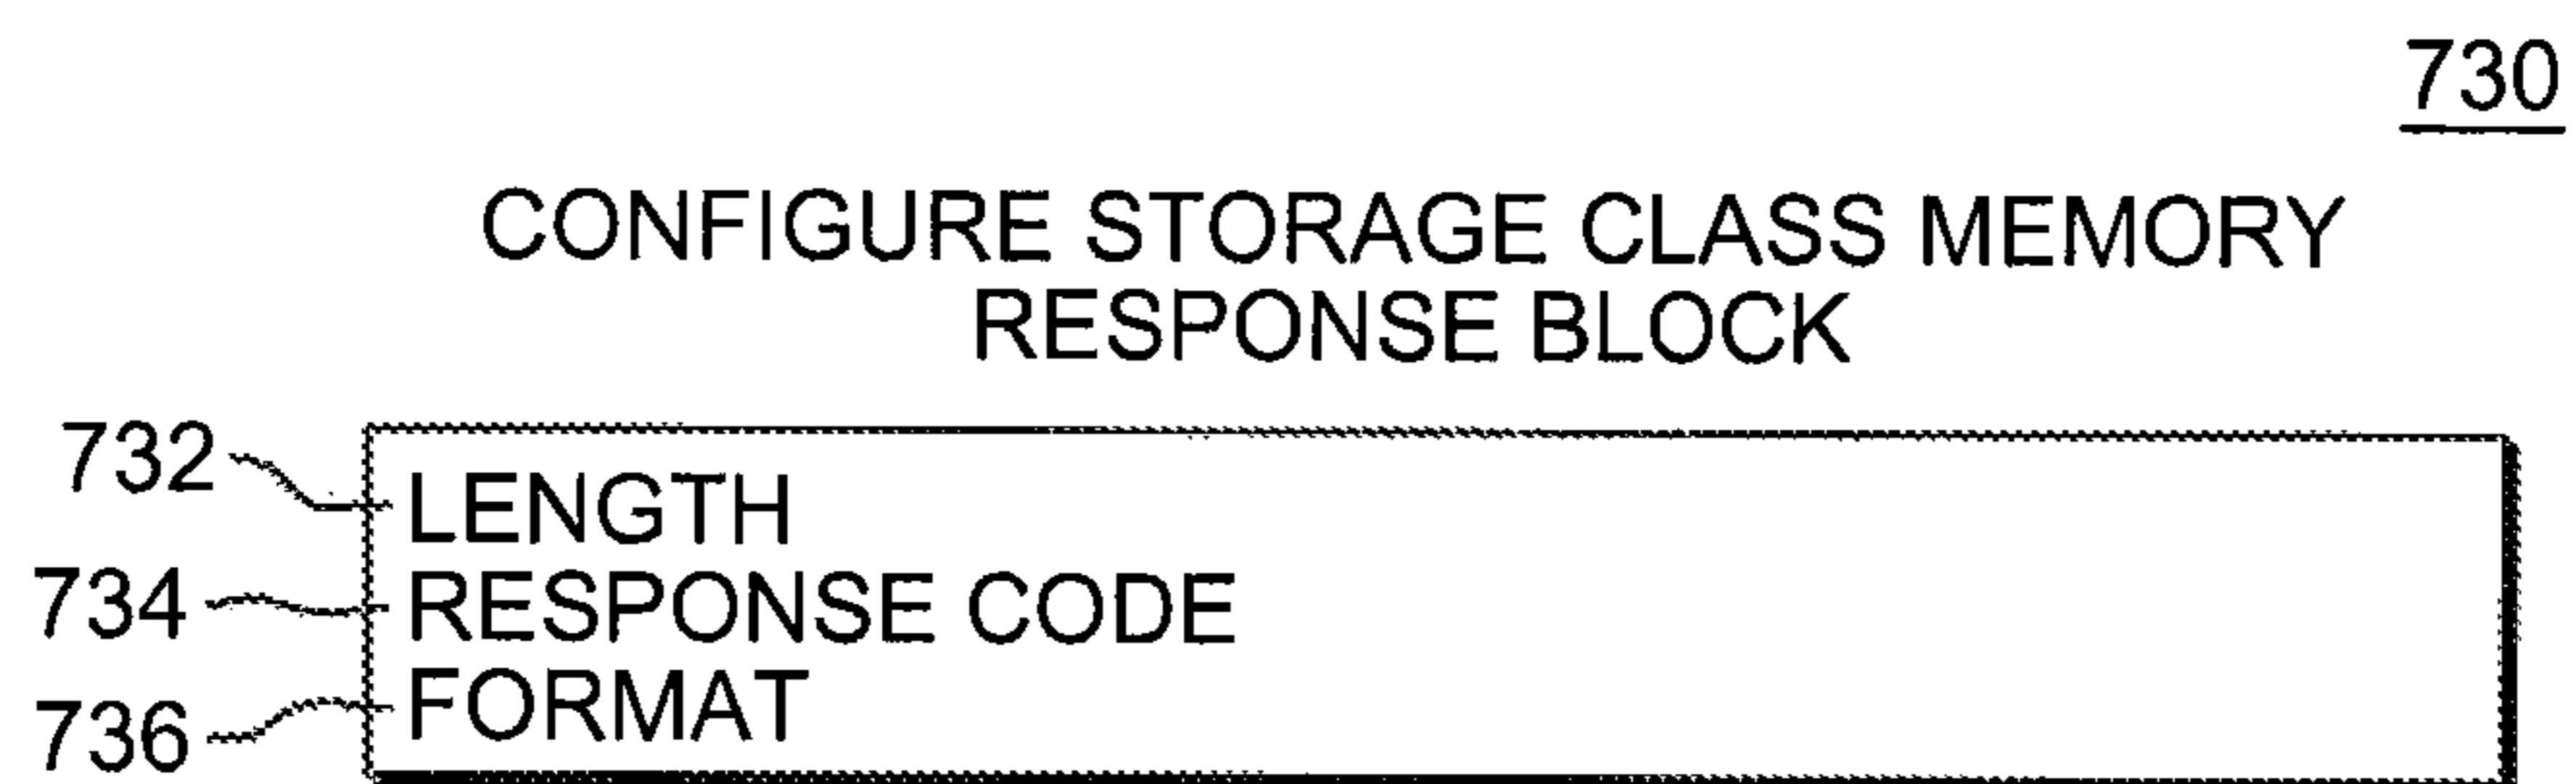 730
CONFIGURE STORAGE CLASS MEMORY
RESPONSE BLOCK
732 LENGTH
734 RESPONSE CODE
736 FORMAT